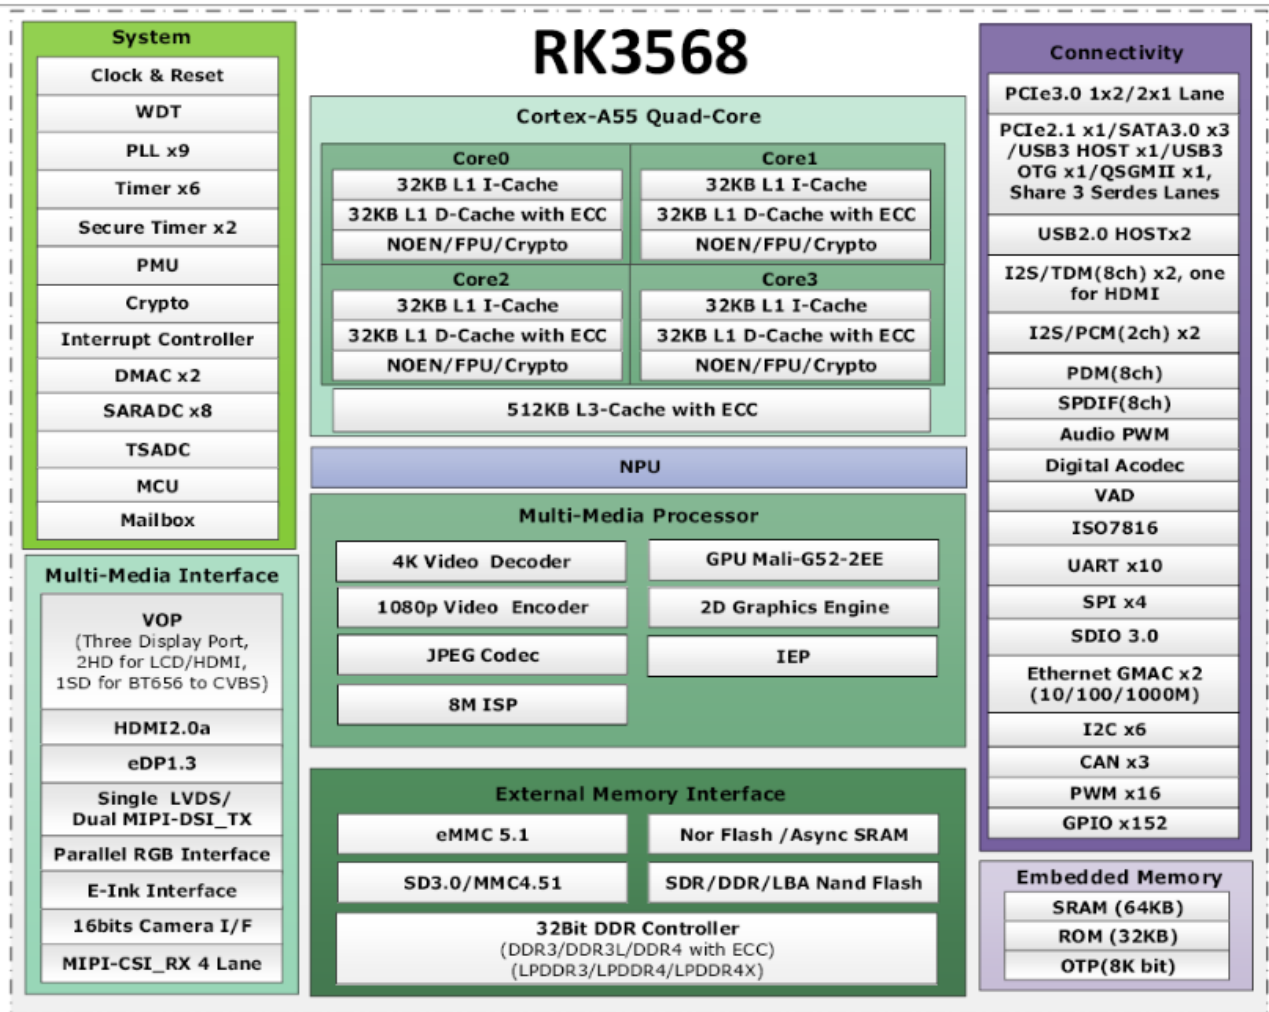 RK3568
System
Clock & Reset
WDT
PLL x9
Timer x6
Secure Timer x2
PMU
Crypto
Interrupt Controller
DMAC x2
SARADC x8
TSADC
MCU
Mailbox
Multi-Media Interface
VOP
(Three Display Port,
2HD for LCD/HDMI,
1SD for BT656 to CVBS)
HDMI2.0a
eDP1.3
Single LVDS/
Dual MIPI-DSI_TX
Parallel RGB Interface
E-Ink Interface
16bits Camera I/F
MIPI-CSI_RX 4 Lane
Cortex-A55 Quad-Core
Core0
32KB L1 I-Cache
32KB L1 D-Cache with ECC
NOEN/FPU/Crypto
Core1
32KB L1 I-Cache
32KB L1 D-Cache with ECC
NOEN/FPU/Crypto
Core2
32KB L1 I-Cache
32KB L1 D-Cache with ECC
NOEN/FPU/Crypto
Core3
32KB L1 I-Cache
32KB L1 D-Cache with ECC
NOEN/FPU/Crypto
512KB L3-Cache with ECC
NPU
Multi-Media Processor
4K Video Decoder
GPU Mali-G52-2EE
1080p Video Encoder
2D Graphics Engine
JPEG Codec
IEP
8M ISP
External Memory Interface
eMMC 5.1
Nor Flash /Async SRAM
SD3.0/MMC4.51
SDR/DDR/LBA Nand Flash
32Bit DDR Controller
(DDR3/DDR3L/DDR4 with ECC)
(LPDDR3/LPDDR4/LPDDR4X)
Connectivity
PCIe3.0 1x2/2x1 Lane
PCIe2.1 x1/SATA3.0 x3
/USB3 HOST x1/USB3
OTG x1/QSGMII x1,
Share 3 Serdes Lanes
USB2.0 HOSTx2
I2S/TDM(8ch) x2, one
for HDMI
I2S/PCM(2ch) x2
PDM(8ch)
SPDIF(8ch)
Audio PWM
Digital Acodec
VAD
ISO7816
UART x10
SPI x4
SDIO 3.0
Ethernet GMAC x2
(10/100/1000M)
I2C x6
CAN x3
PWM x16
GPIO x152
Embedded Memory
SRAM (64KB)
ROM (32KB)
OTP(8K bit)